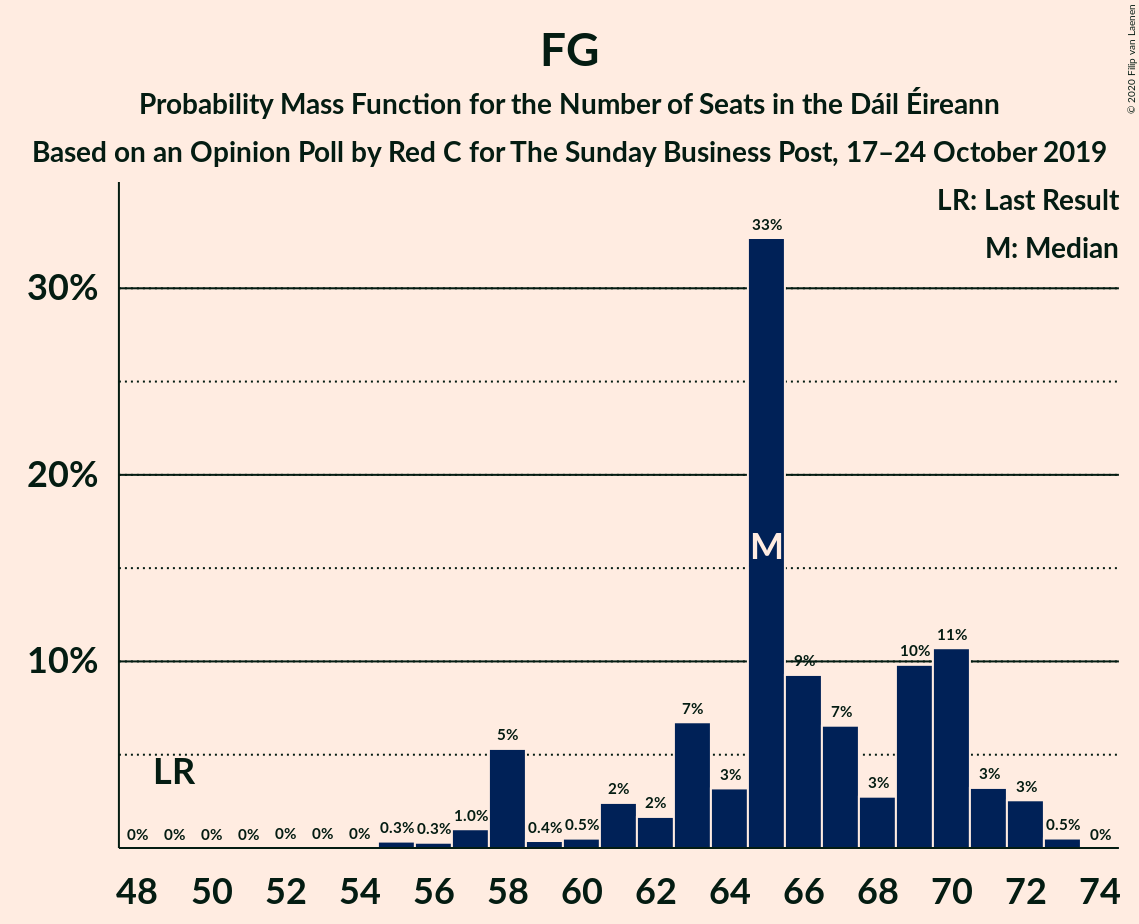 FG
Probability Mass Function for the Number of Seats in the Dáil Éireann
Based on an Opinion Poll by Red C for The Sunday Business Post, 17–24 October 2019
© 2020 Filip van Laenen
LR: Last Result
M: Median
30%
20%
10%
33%
M
LR
0% 0% 0% 0% 0% 0% 0% 0.3% 0.3% 1.0% 5% 0.4% 0.5% 2% 2% 7% 3% 9% 7% 3% 10% 11% 3% 3% 0.5% 0%
48 50 52 54 56 58 60 62 64 66 68 70 72 74